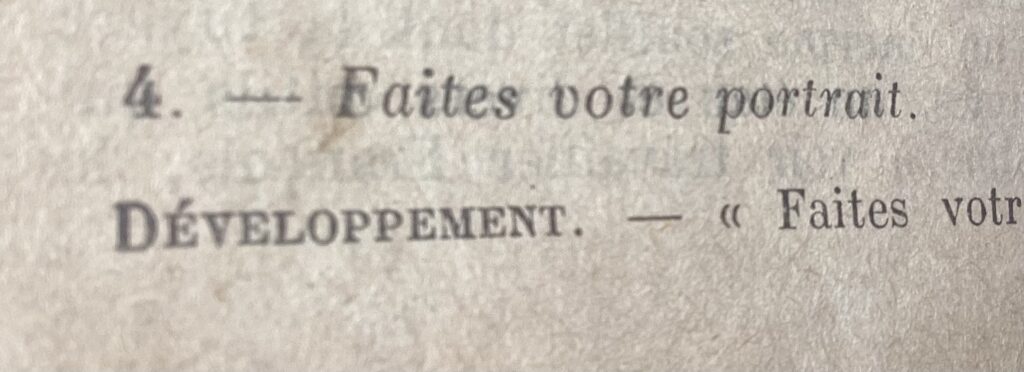 4. — Faites votre portrait.
DÉVELOPPEMENT. — « Faites votr